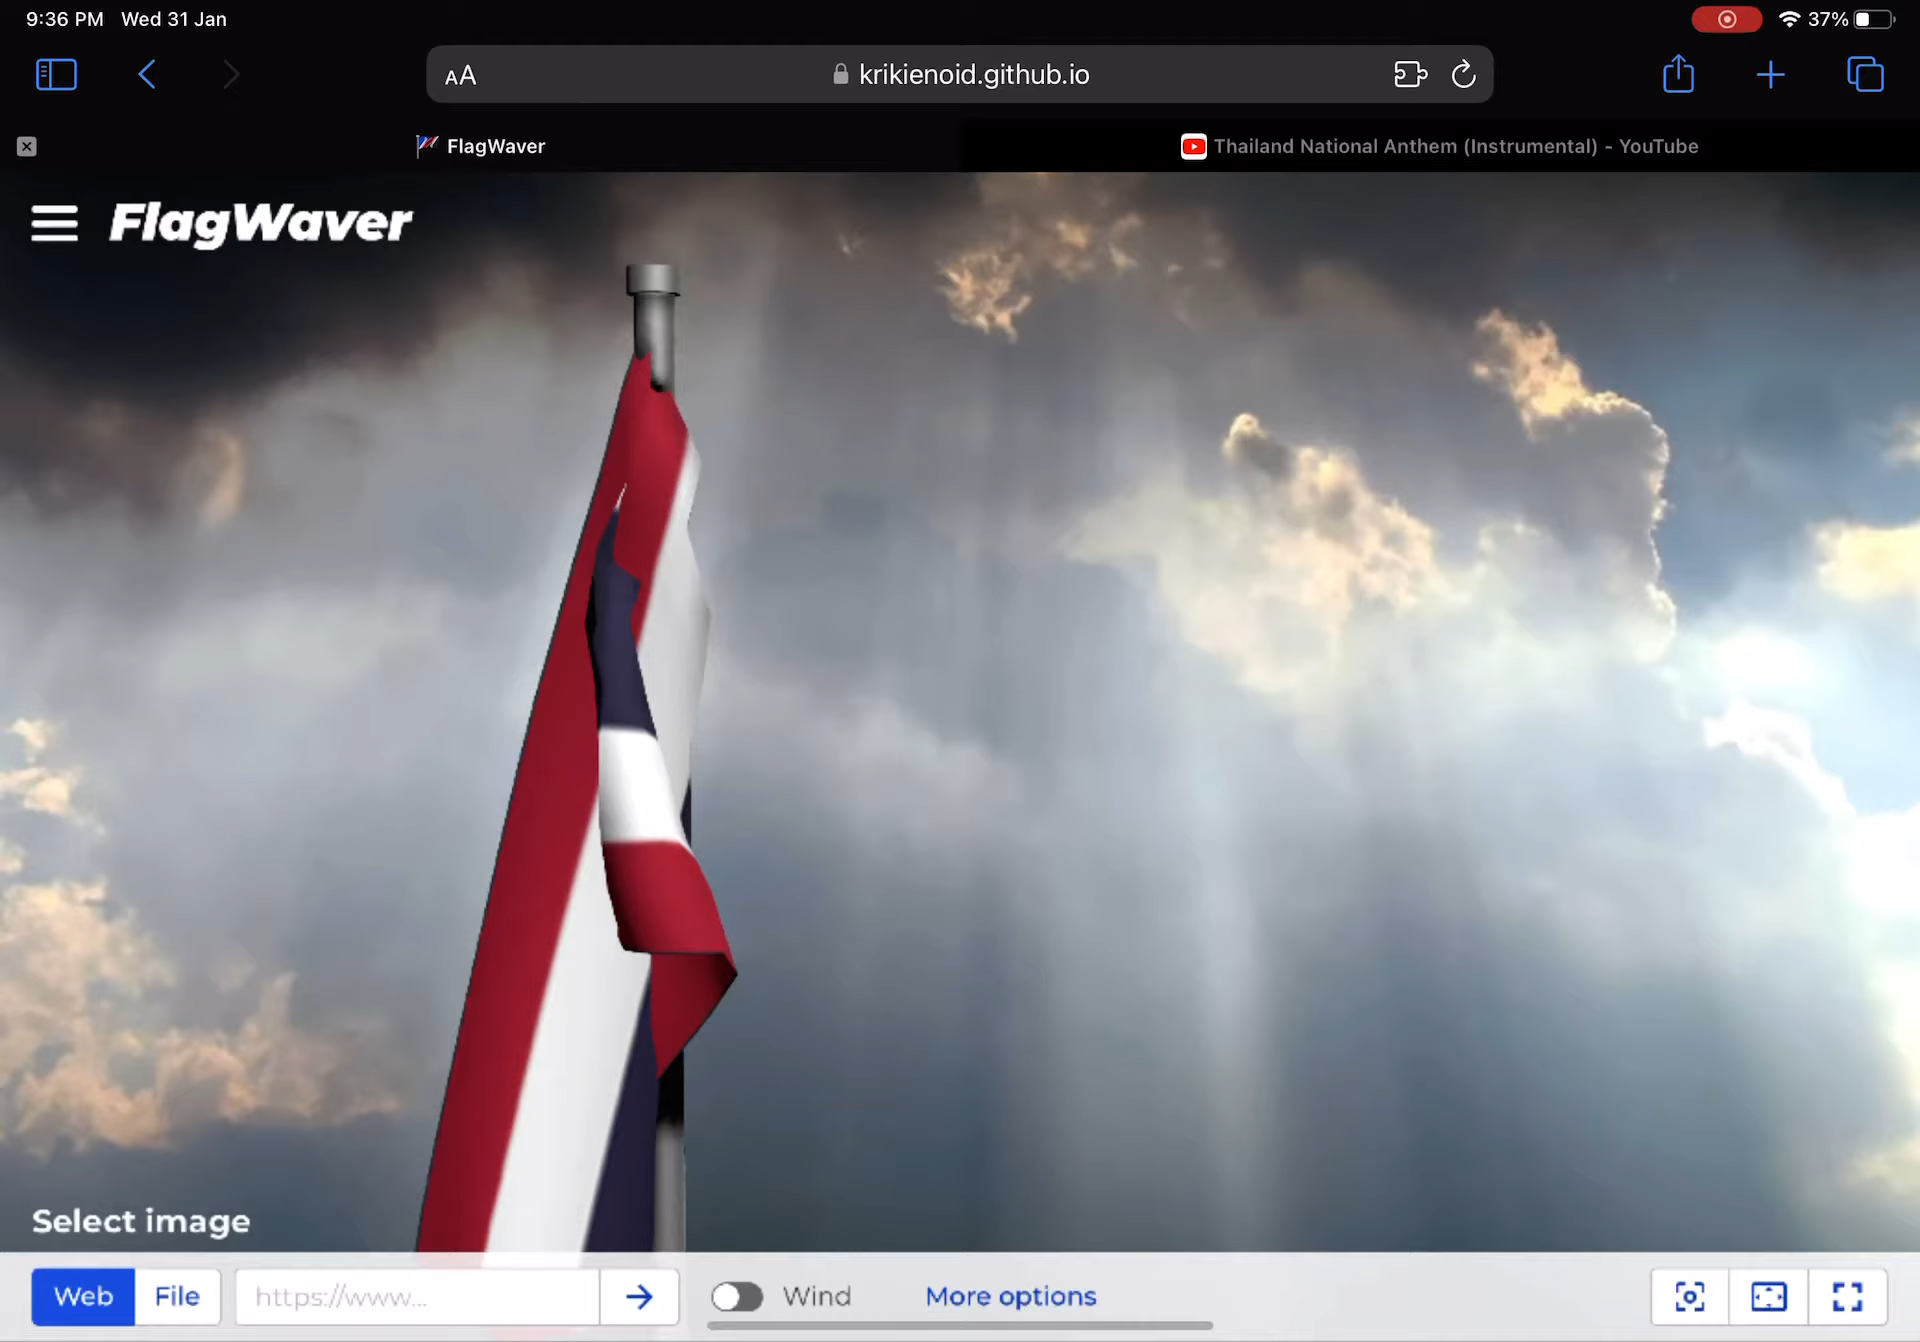 9:36 PM Wed 31 Jan
37%
AA
krikienoid.github.io
FlagWaver
Thailand National Anthem (Instrumental) - YouTube
FlagWaver
Select image
Web
File
https://www...
Wind
More options